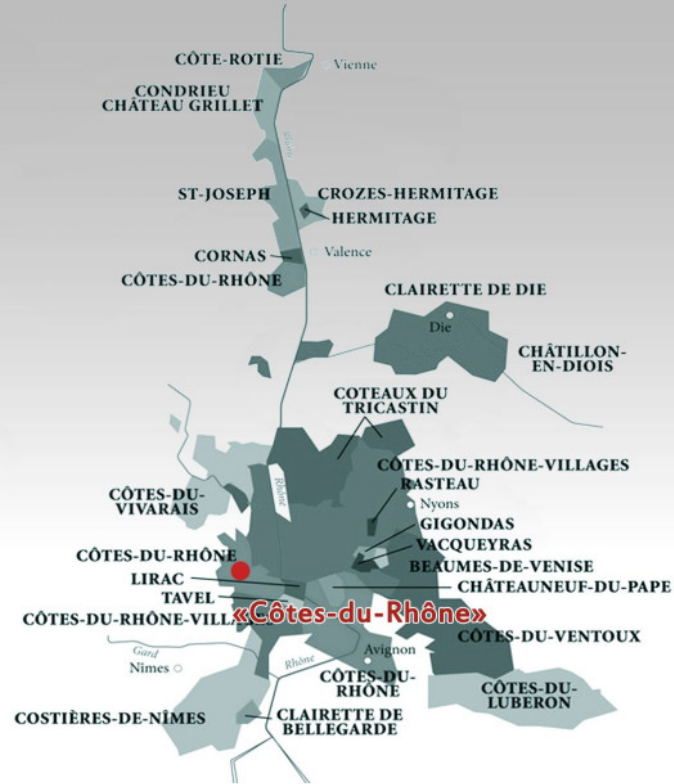 CÔTE-ROTIE
Vienne
CONDRIEU
CHÂTEAU GRILLET
Rhône
ST-JOSEPH
CROZES-HERMITAGE
HERMITAGE
CORNAS
Valence
CÔTES-DU-RHÔNE
CLAIRETTE DE DIE
Die
CHÂTILLON-
EN-DIOIS
COTEAUX DU
TRICASTIN
CÔTES-DU-RHÔNE-VILLAGES
RASTEAU
Rhône
CÔTES-DU-
VIVARAIS
Nyons
GIGONDAS
VACQUEYRAS
CÔTES-DU-RHÔNE
BEAUMES-DE-VENISE
LIRAC
CHÂTEAUNEUF-DU-PAPE
TAVEL
«Côtes-du-Rhône»
CÔTES-DU-RHÔNE-VILLAGES
CÔTES-DU-VENTOUX
Gard
Avignon
Nîmes
Rhône
CÔTES-DU-
RHÔNE
CÔTES-DU-
LUBERON
COSTIÈRES-DE-NÎMES
CLAIRETTE DE
BELLEGARDE